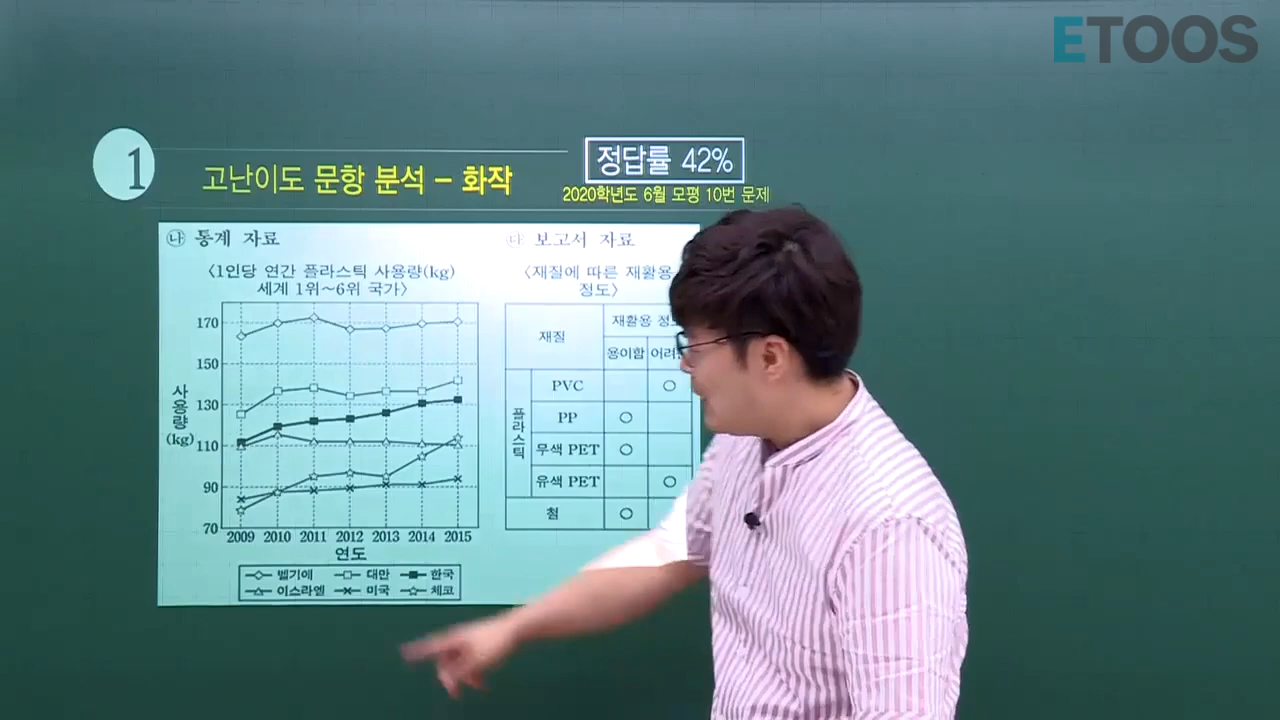 ETOOS
1
고난이도 문항 분석 - 화작
정답률 42%
2020학년도 6월 모평 10번 문제
㉯ 통계 자료
<1인당 연간 플라스틱 사용량(kg)
세계 1위~6위 국가>
사용량
(kg)
170
150
130
110
90
70
2009 2010 2011 2012 2013 2014 2015
연도
벨기에 대만 한국
이스라엘 미국 체코
㉰ 보고서 자료
<재질에 따른 재활용
정도>
재질
재활용
용이함
플라스틱
PVC ○
PP ○
무색 PET ○
유색 PET ○
첨 ○